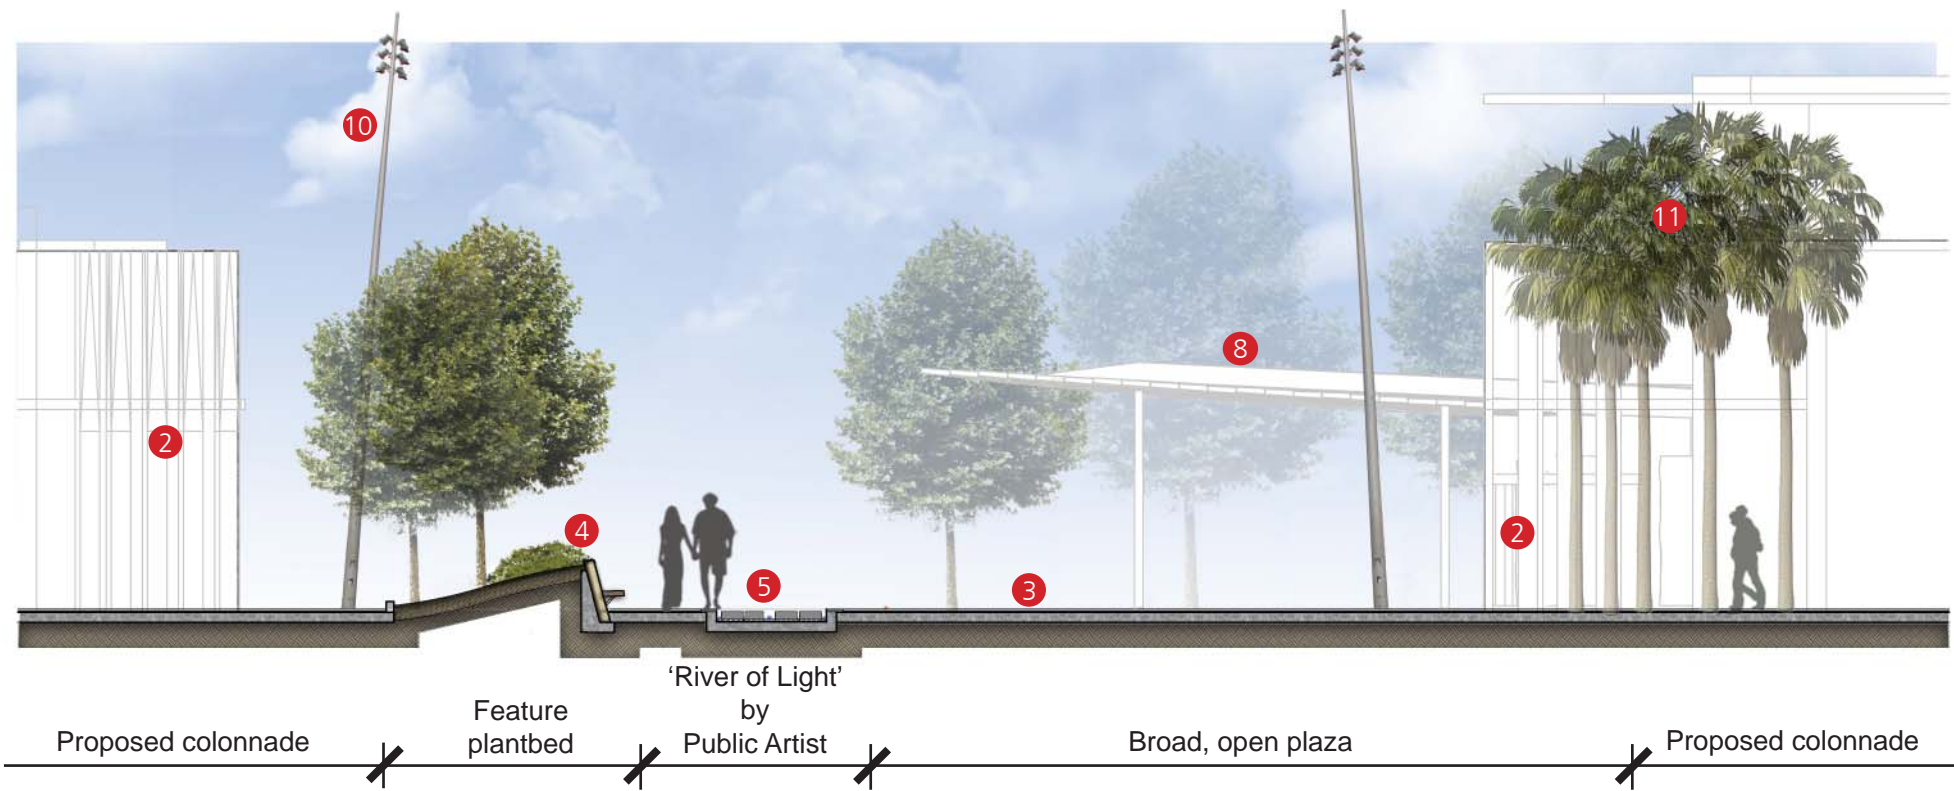 10
11
8
2
4
2
5
3
‘River of Light’
by
Public Artist
Feature
plantbed
Proposed colonnade
Broad, open plaza
Proposed colonnade